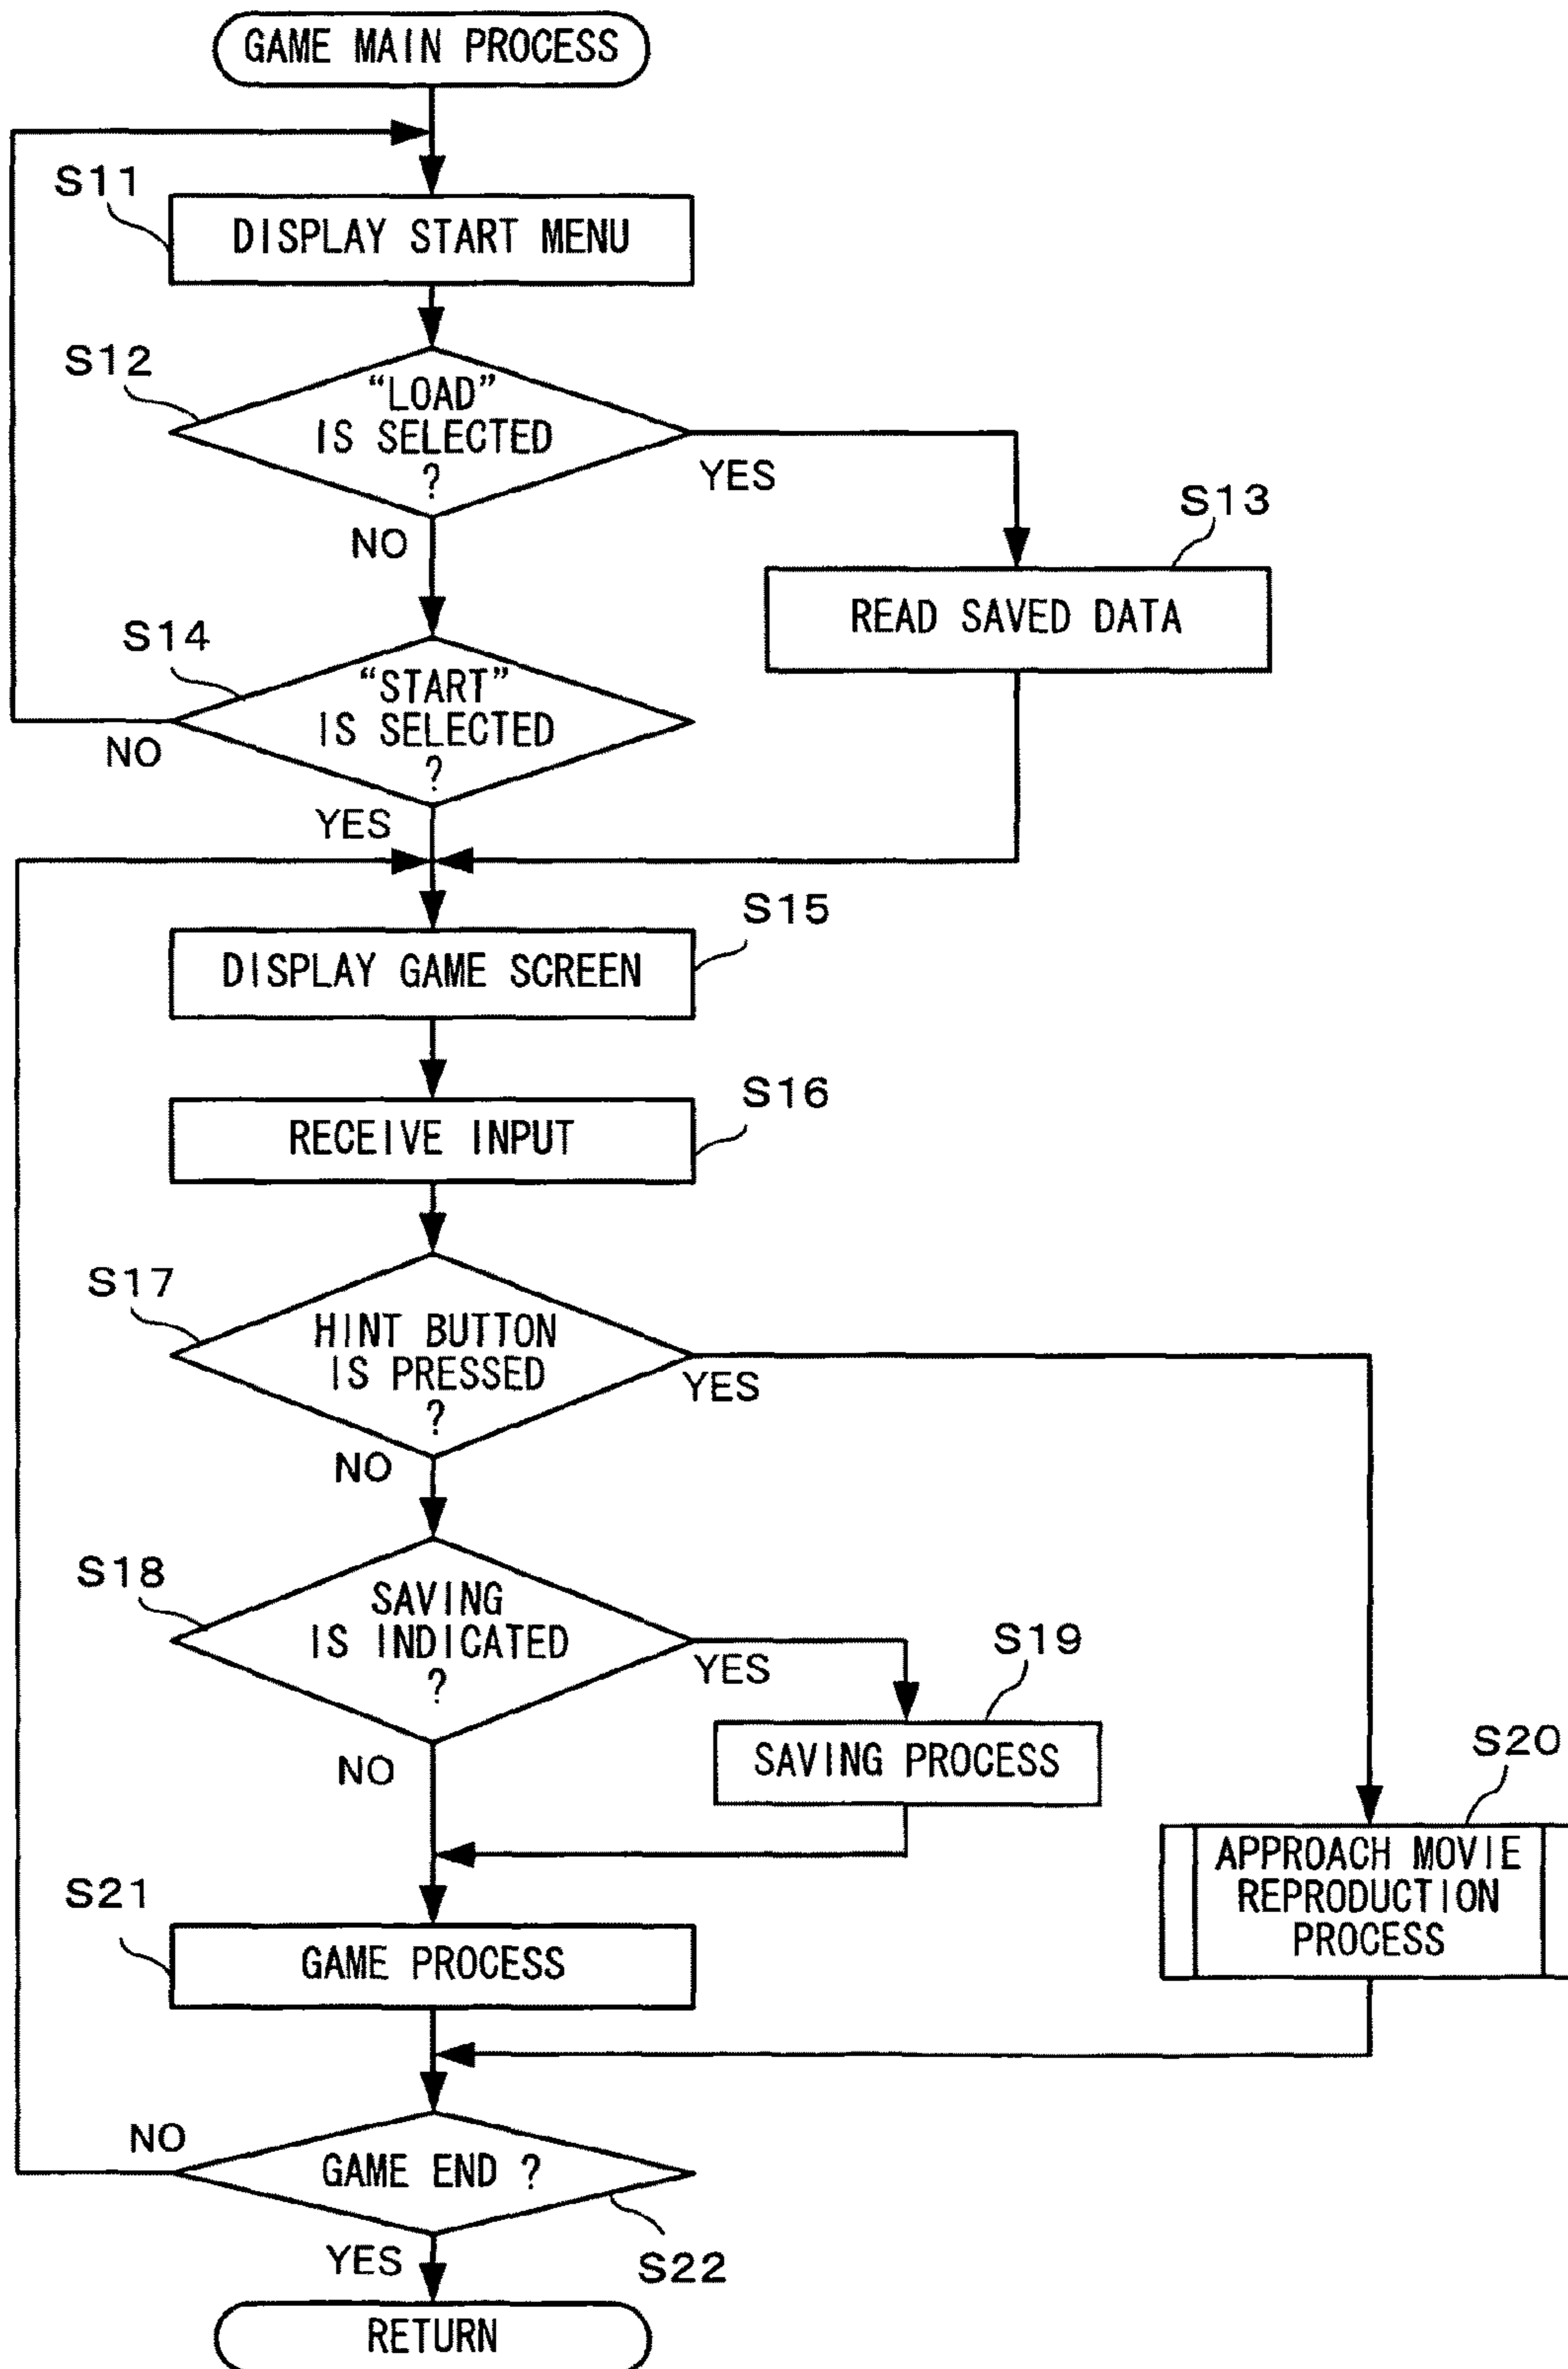 GAME MAIN PROCESS
S11
DISPLAY START MENU
S12
“LOAD”
IS SELECTED
?
YES
NO
S13
READ SAVED DATA
S14
“START”
IS SELECTED
?
NO
YES
S15
DISPLAY GAME SCREEN
S16
RECEIVE INPUT
S17
HINT BUTTON
IS PRESSED
?
YES
NO
S18
SAVING
IS INDICATED
?
YES
NO
S19
SAVING PROCESS
S20
APPROACH MOVIE
REPRODUCTION
PROCESS
S21
GAME PROCESS
NO
GAME END ?
YES
S22
RETURN